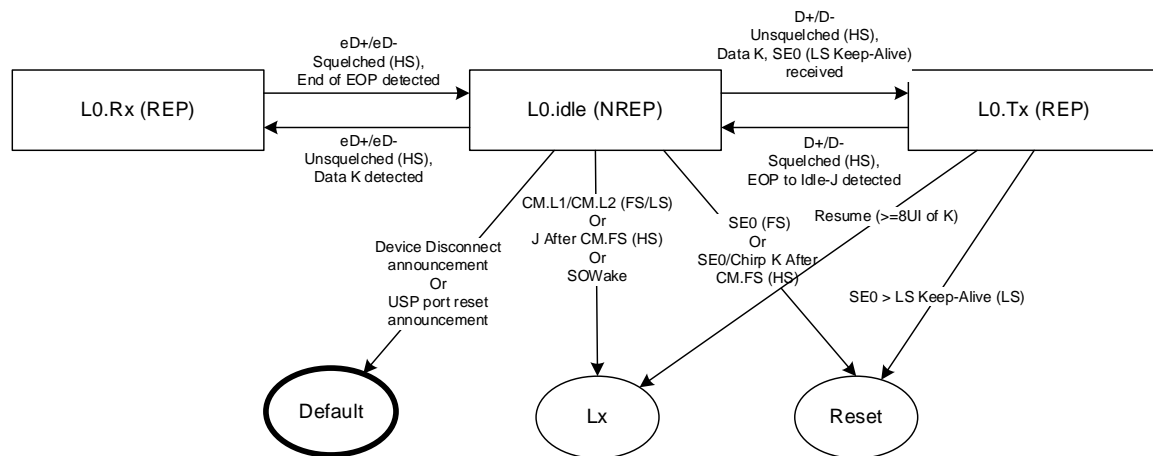 eD+/eD-
Squelched (HS),
End of EOP detected
D+/D-
Unsquelched (HS),
Data K, SE0 (LS Keep-Alive)
received
L0.Rx (REP)
L0.idle (NREP)
L0.Tx (REP)
eD+/eD-
Unsquelched (HS),
Data K detected
D+/D-
Squelched (HS),
EOP to Idle-J detected
Device Disconnect
announcement
Or
USP port reset
announcement
CM.L1/CM.L2 (FS/LS)
Or
J After CM.FS (HS)
Or
SOWake
SE0 (FS)
Or
SE0/Chirp K After
CM.FS (HS)
Resume (>=8UI of K)
SE0 > LS Keep-Alive (LS)
Default
Lx
Reset